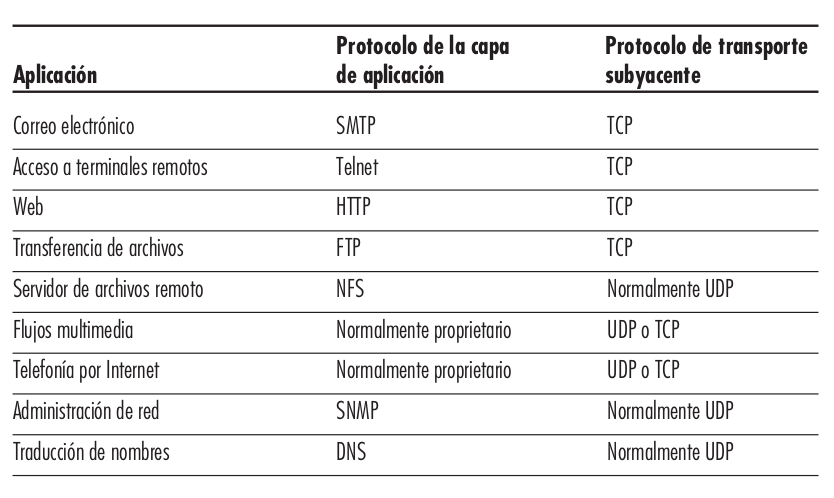 Aplicación Protocolo de la capa de aplicación Protocolo de transporte subyacente
Correo electrónico SMTP TCP
Acceso a terminales remotos Telnet TCP
Web HTTP TCP
Transferencia de archivos FTP TCP
Servidor de archivos remoto NFS Normalmente UDP
Flujos multimedia Normalmente proprietario UDP o TCP
Telefonía por Internet Normalmente proprietario UDP o TCP
Administración de red SNMP Normalmente UDP
Traducción de nombres DNS Normalmente UDP